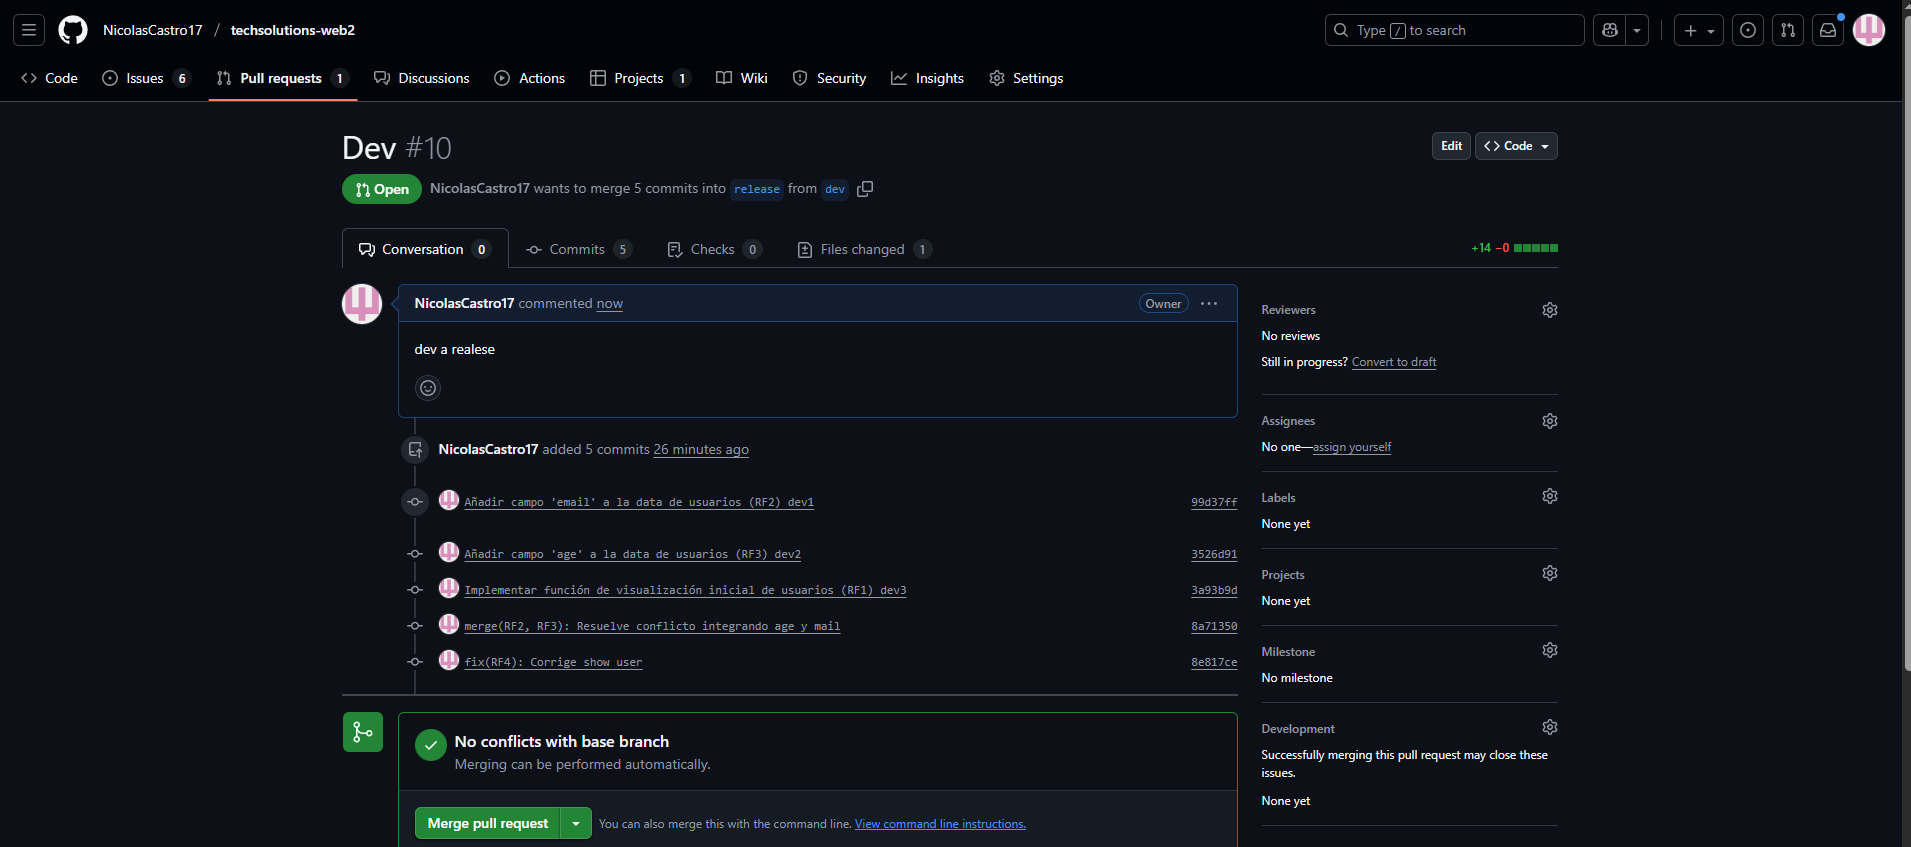 NicolasCastro17 / techsolutions-web2
Type / to search
Code Issues 6 Pull requests 1 Discussions Actions Projects 1 Wiki Security Insights Settings
Dev #10
Edit Code
Open NicolasCastro17 wants to merge 5 commits into release from dev
Conversation 0 Commits 5 Checks 0 Files changed 1
+14 −0
NicolasCastro17 commented now
Owner
dev a realese
NicolasCastro17 added 5 commits 26 minutes ago
Añadir campo 'email' a la data de usuarios (RF2) dev1 99d37ff
Añadir campo 'age' a la data de usuarios (RF3) dev2 3526d91
Implementar función de visualización inicial de usuarios (RF1) dev3 3a93b9d
merge(RF2, RF3): Resuelve conflicto integrando age y mail 8a71350
fix(RF4): Corrige show user 8e817ce
No conflicts with base branch
Merging can be performed automatically.
Merge pull request You can also merge this with the command line. View command line instructions.
Reviewers
No reviews
Still in progress? Convert to draft
Assignees
No one—assign yourself
Labels
None yet
Projects
None yet
Milestone
No milestone
Development
Successfully merging this pull request may close these
issues.
None yet